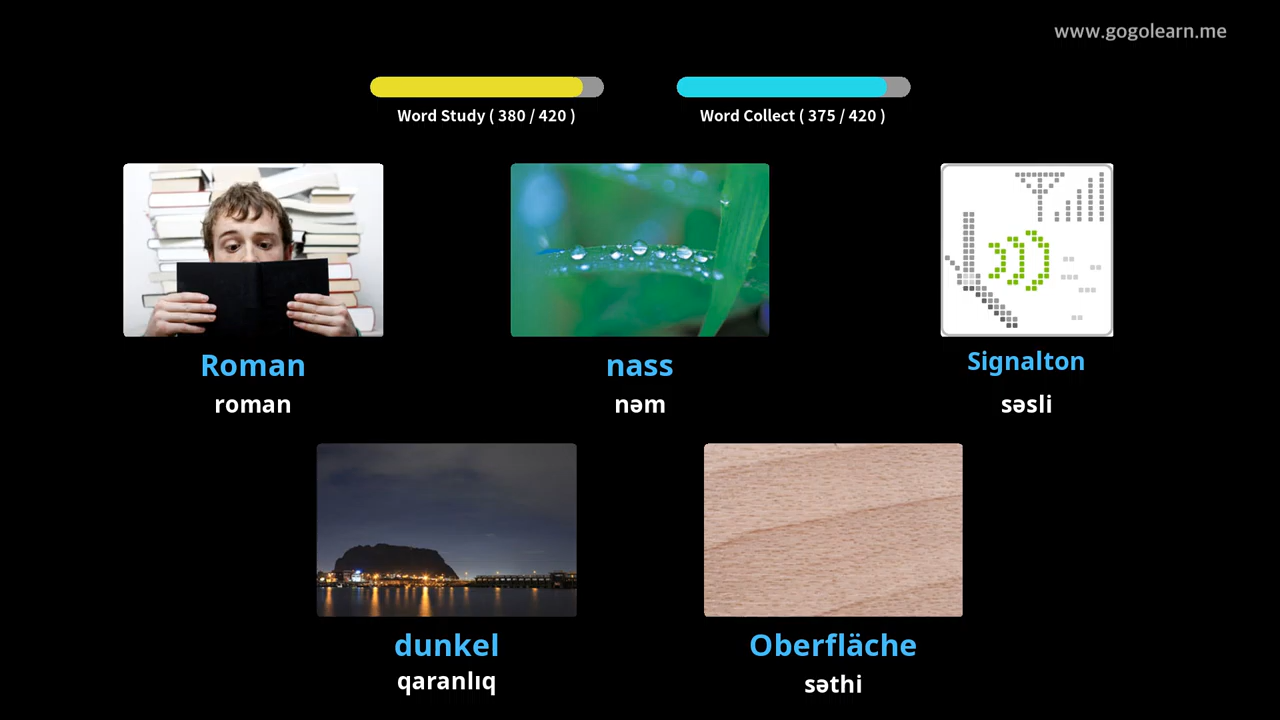 www.gogolearn.me
Word Study ( 380 / 420 )
Word Collect ( 375 / 420 )
Roman
nass
Signalton
roman
nəm
səsli
dunkel
Oberfläche
qaranlıq
səthi